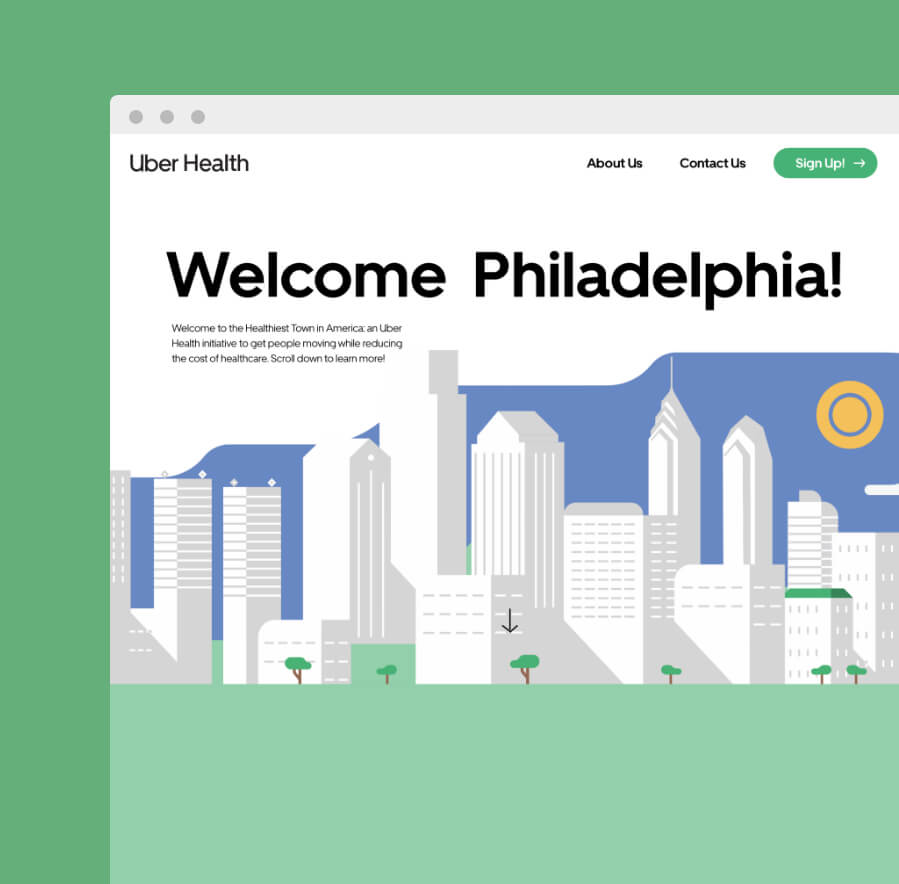 Uber Health
About Us
Contact Us
Sign Up! →
Welcome Philadelphia!
Welcome to the Healthiest Town in America: an Uber
Health initiative to get people moving while reducing
the cost of healthcare. Scroll down to learn more!